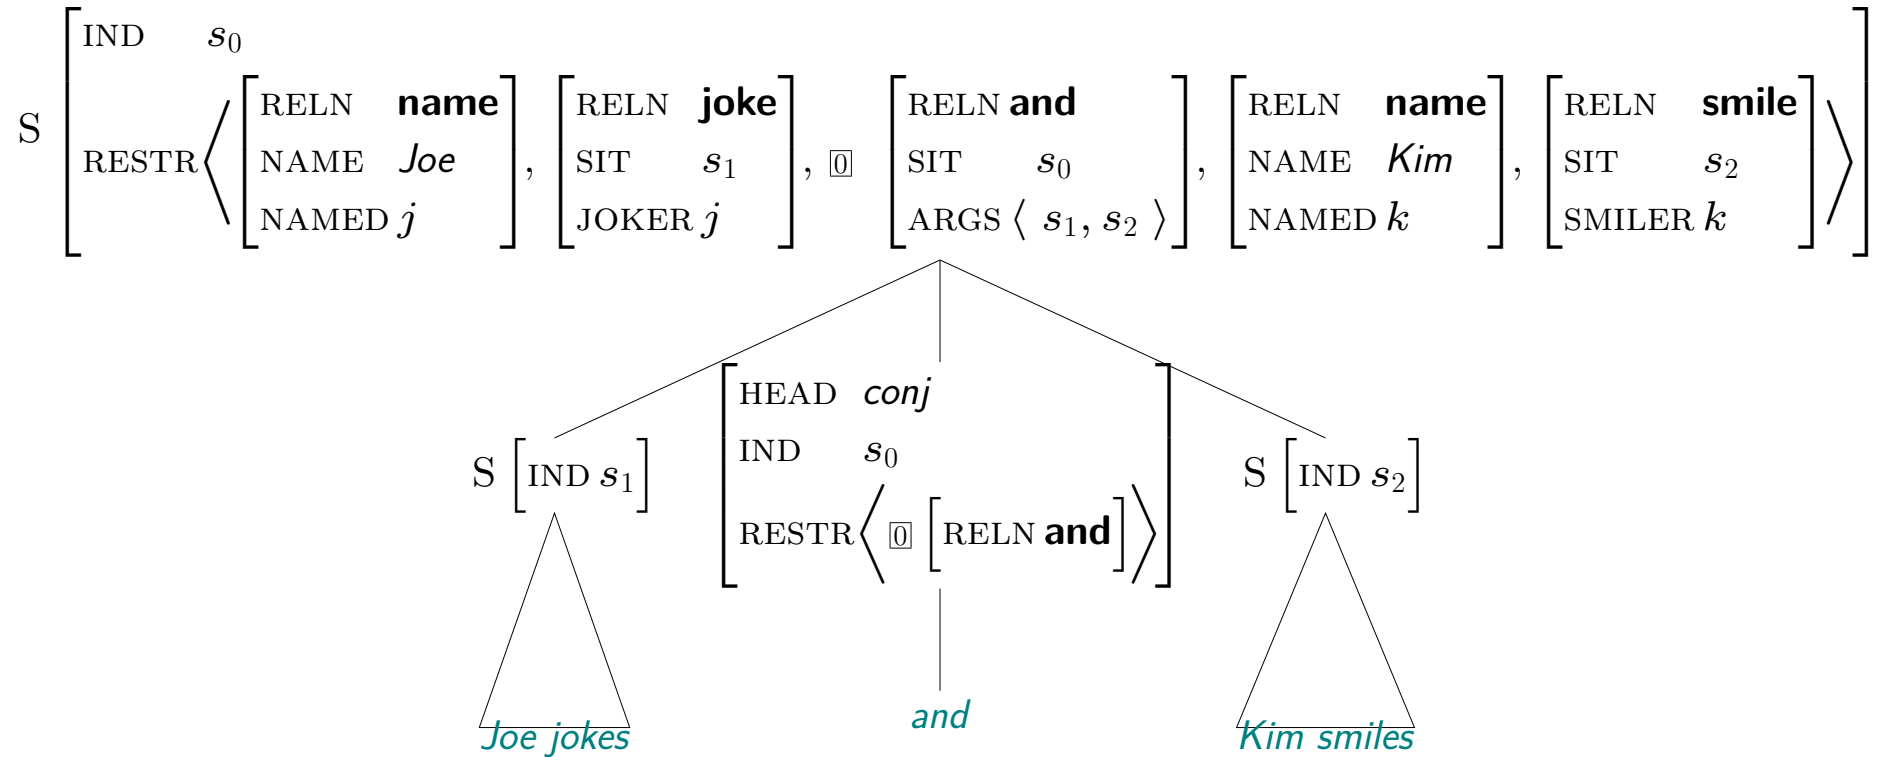 IND s₀
S
RELN name RELN joke RELN and RELN name RELN smile
RESTR ⟨ NAME Joe , SIT s₁ , 0 SIT s₀ , NAME Kim , SIT s₂ ⟩
NAMED j JOKER j ARGS ⟨ s₁, s₂ ⟩ NAMED k SMILER k
HEAD conj
IND s₀
S [IND s₁]
S [IND s₂]
RESTR ⟨ 0 [RELN and] ⟩
Joe jokes
and
Kim smiles